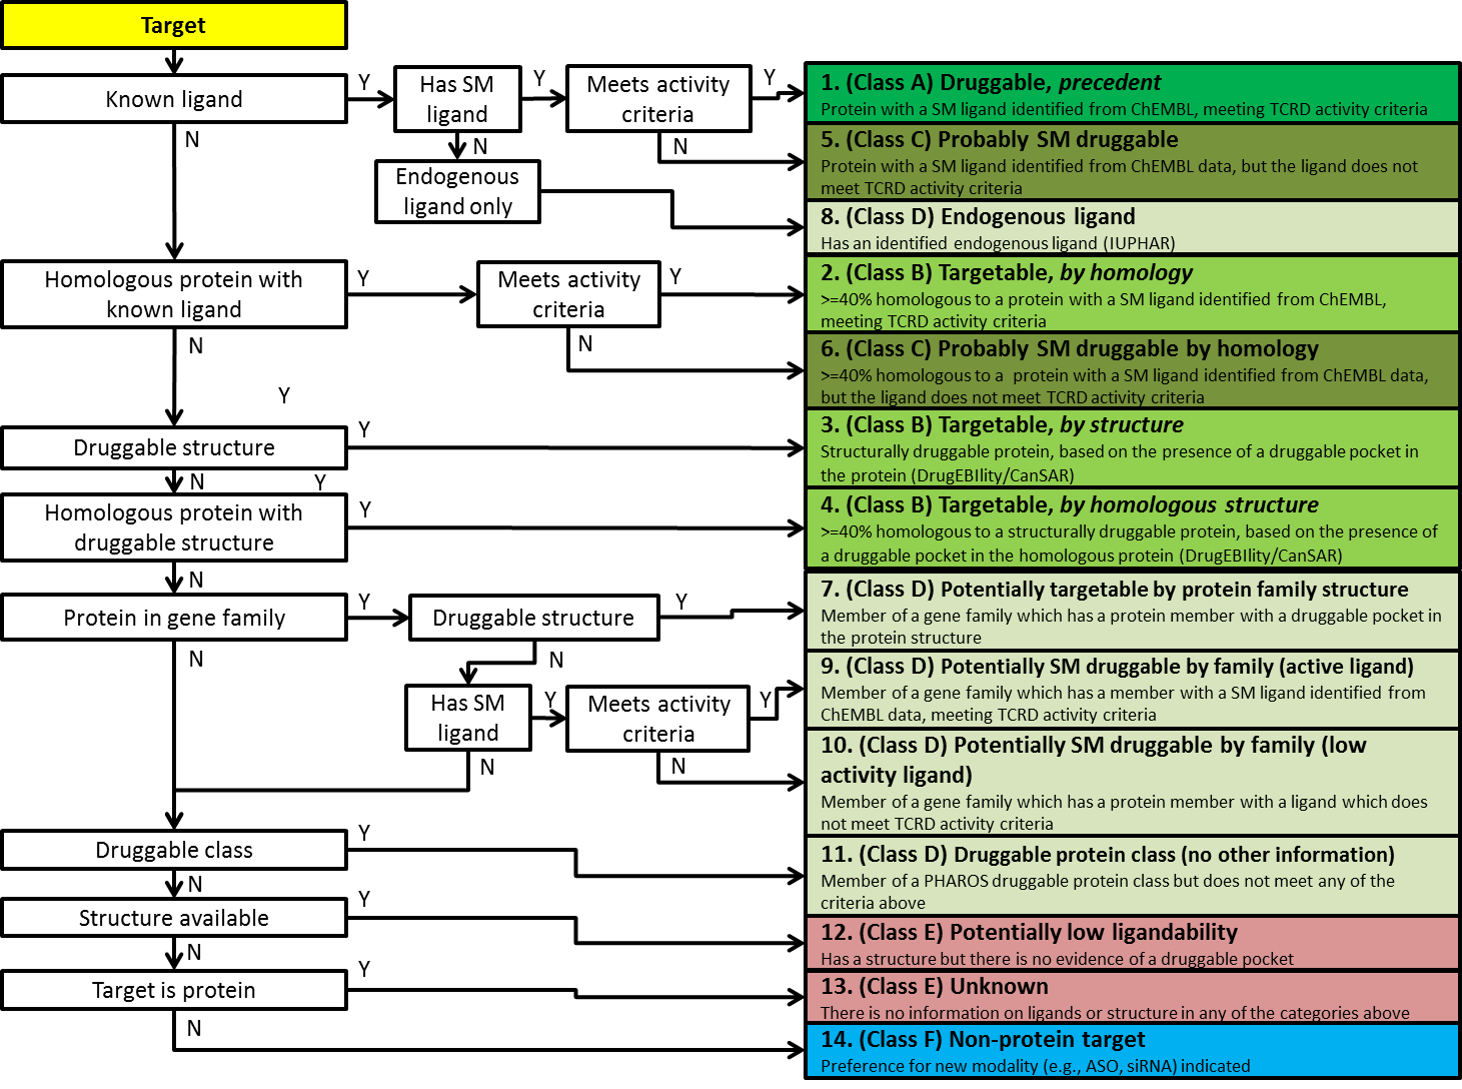 Target
Known ligand
Y
Has SM
ligand
Y
Meets activity
criteria
Y
N
N
N
Endogenous
ligand only
1. (Class A) Druggable, precedent
Protein with a SM ligand identified from ChEMBL, meeting TCRD activity criteria
5. (Class C) Probably SM druggable
Protein with a SM ligand identified from ChEMBL data, but the ligand does not
meet TCRD activity criteria
8. (Class D) Endogenous ligand
Has an identified endogenous ligand (IUPHAR)
Homologous protein with
known ligand
Y
Meets activity
criteria
Y
N
N
Y
2. (Class B) Targetable, by homology
>=40% homologous to a protein with a SM ligand identified from ChEMBL,
meeting TCRD activity criteria
6. (Class C) Probably SM druggable by homology
>=40% homologous to a protein with a SM ligand identified from ChEMBL data,
but the ligand does not meet TCRD activity criteria
Druggable structure
Y
N
Y
3. (Class B) Targetable, by structure
Structurally druggable protein, based on the presence of a druggable pocket in
the protein (DrugEBIlity/CanSAR)
Homologous protein with
druggable structure
Y
N
4. (Class B) Targetable, by homologous structure
>=40% homologous to a structurally druggable protein, based on the presence of
a druggable pocket in the homologous protein (DrugEBIlity/CanSAR)
Protein in gene family
Y
Druggable structure
Y
N
N
7. (Class D) Potentially targetable by protein family structure
Member of a gene family which has a protein member with a druggable pocket in
the protein structure
Has SM
ligand
Y
Meets activity
criteria
Y
N
N
9. (Class D) Potentially SM druggable by family (active ligand)
Member of a gene family which has a member with a SM ligand identified from
ChEMBL data, meeting TCRD activity criteria
10. (Class D) Potentially SM druggable by family (low
activity ligand)
Member of a gene family which has a protein member with a ligand which does
not meet TCRD activity criteria
Druggable class
Y
N
11. (Class D) Druggable protein class (no other information)
Member of a PHAROS druggable protein class but does not meet any of the
criteria above
Structure available
Y
N
12. (Class E) Potentially low ligandability
Has a structure but there is no evidence of a druggable pocket
Target is protein
Y
N
13. (Class E) Unknown
There is no information on ligands or structure in any of the categories above
14. (Class F) Non-protein target
Preference for new modality (e.g., ASO, siRNA) indicated